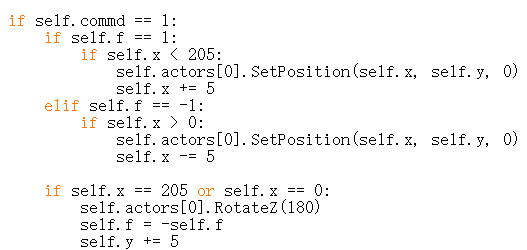 if self.commd == 1:
    if self.f == 1:
        if self.x < 205:
            self.actors[0].SetPosition(self.x, self.y, 0)
            self.x += 5
    elif self.f == -1:
        if self.x > 0:
            self.actors[0].SetPosition(self.x, self.y, 0)
            self.x -= 5

    if self.x == 205 or self.x == 0:
        self.actors[0].RotateZ(180)
        self.f = -self.f
        self.y += 5